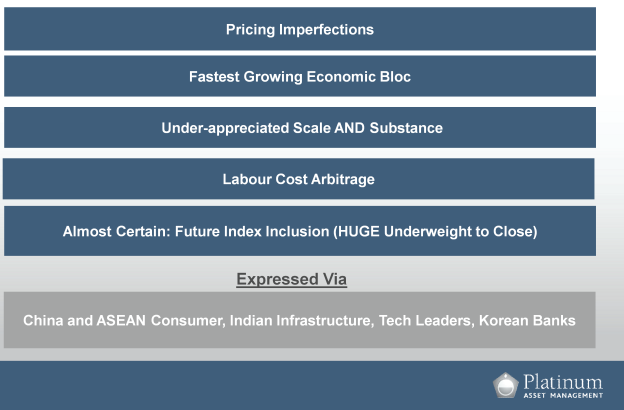 Pricing Imperfections
Fastest Growing Economic Bloc
Under-appreciated Scale AND Substance
Labour Cost Arbitrage
Almost Certain: Future Index Inclusion (HUGE Underweight to Close)
Expressed Via
China and ASEAN Consumer, Indian Infrastructure, Tech Leaders, Korean Banks
Platinum
ASSET MANAGEMENT